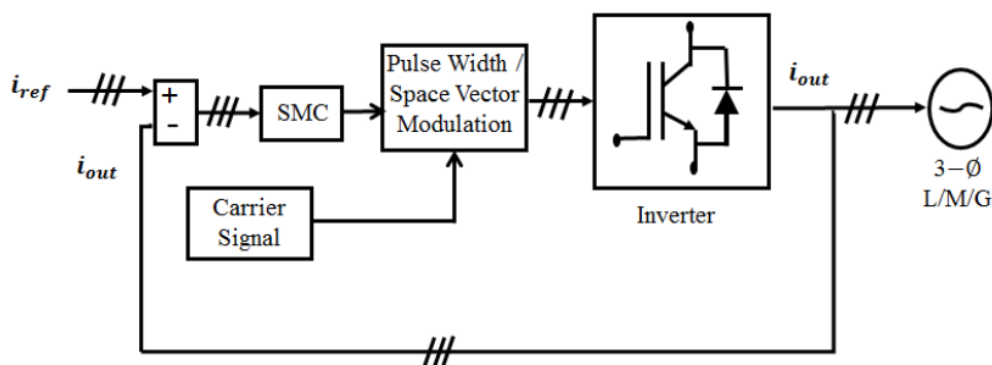 i_ref
+
-
i_out
SMC
Pulse Width /
Space Vector
Modulation
Carrier
Signal
Inverter
i_out
3−Ø
L/M/G